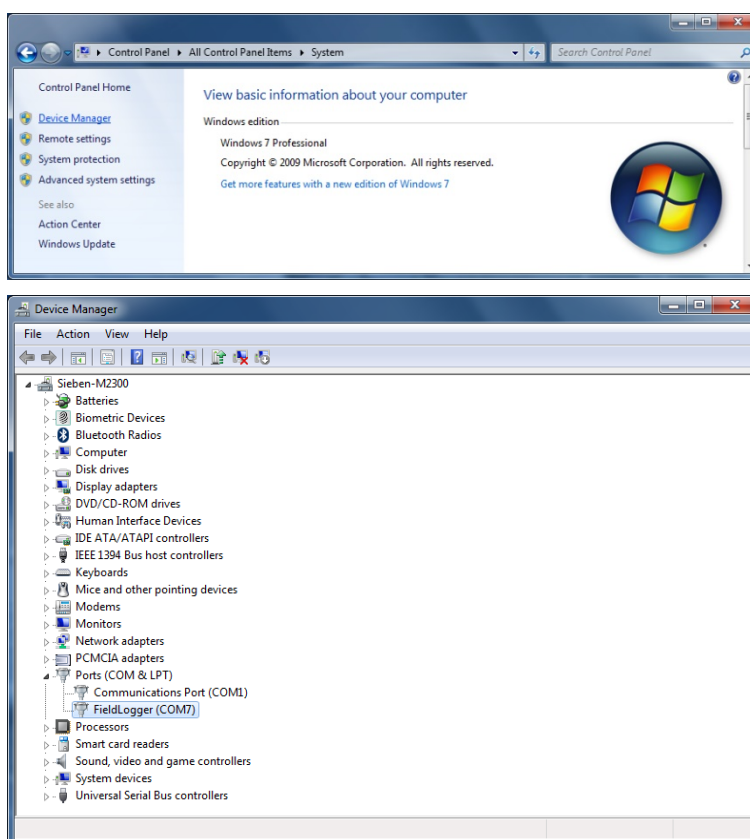 Control Panel ▸ All Control Panel Items ▸ System
Search Control Panel
Control Panel Home
Device Manager
Remote settings
System protection
Advanced system settings
See also
Action Center
Windows Update
View basic information about your computer
Windows edition
Windows 7 Professional
Copyright © 2009 Microsoft Corporation. All rights reserved.
Get more features with a new edition of Windows 7
Device Manager
File Action View Help
Sieben-M2300
Batteries
Biometric Devices
Bluetooth Radios
Computer
Disk drives
Display adapters
DVD/CD-ROM drives
Human Interface Devices
IDE ATA/ATAPI controllers
IEEE 1394 Bus host controllers
Keyboards
Mice and other pointing devices
Modems
Monitors
Network adapters
PCMCIA adapters
Ports (COM & LPT)
Communications Port (COM1)
FieldLogger (COM7)
Processors
Smart card readers
Sound, video and game controllers
System devices
Universal Serial Bus controllers